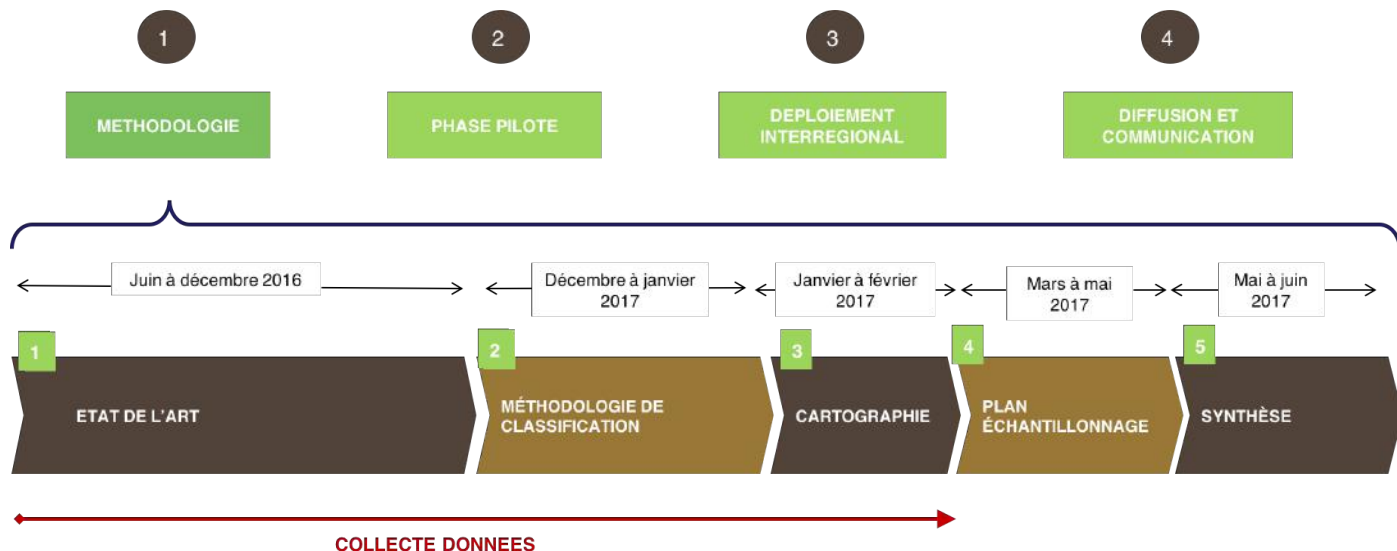 1
2
3
4
METHODOLOGIE
PHASE PILOTE
DEPLOIEMENT
INTERREGIONAL
DIFFUSION ET
COMMUNICATION
Juin à décembre 2016
Décembre à janvier
2017
Janvier à février
2017
Mars à mai
2017
Mai à juin
2017
1
ETAT DE L'ART
2
MÉTHODOLOGIE DE
CLASSIFICATION
3
CARTOGRAPHIE
4
PLAN
ÉCHANTILLONNAGE
5
SYNTHÈSE
COLLECTE DONNEES